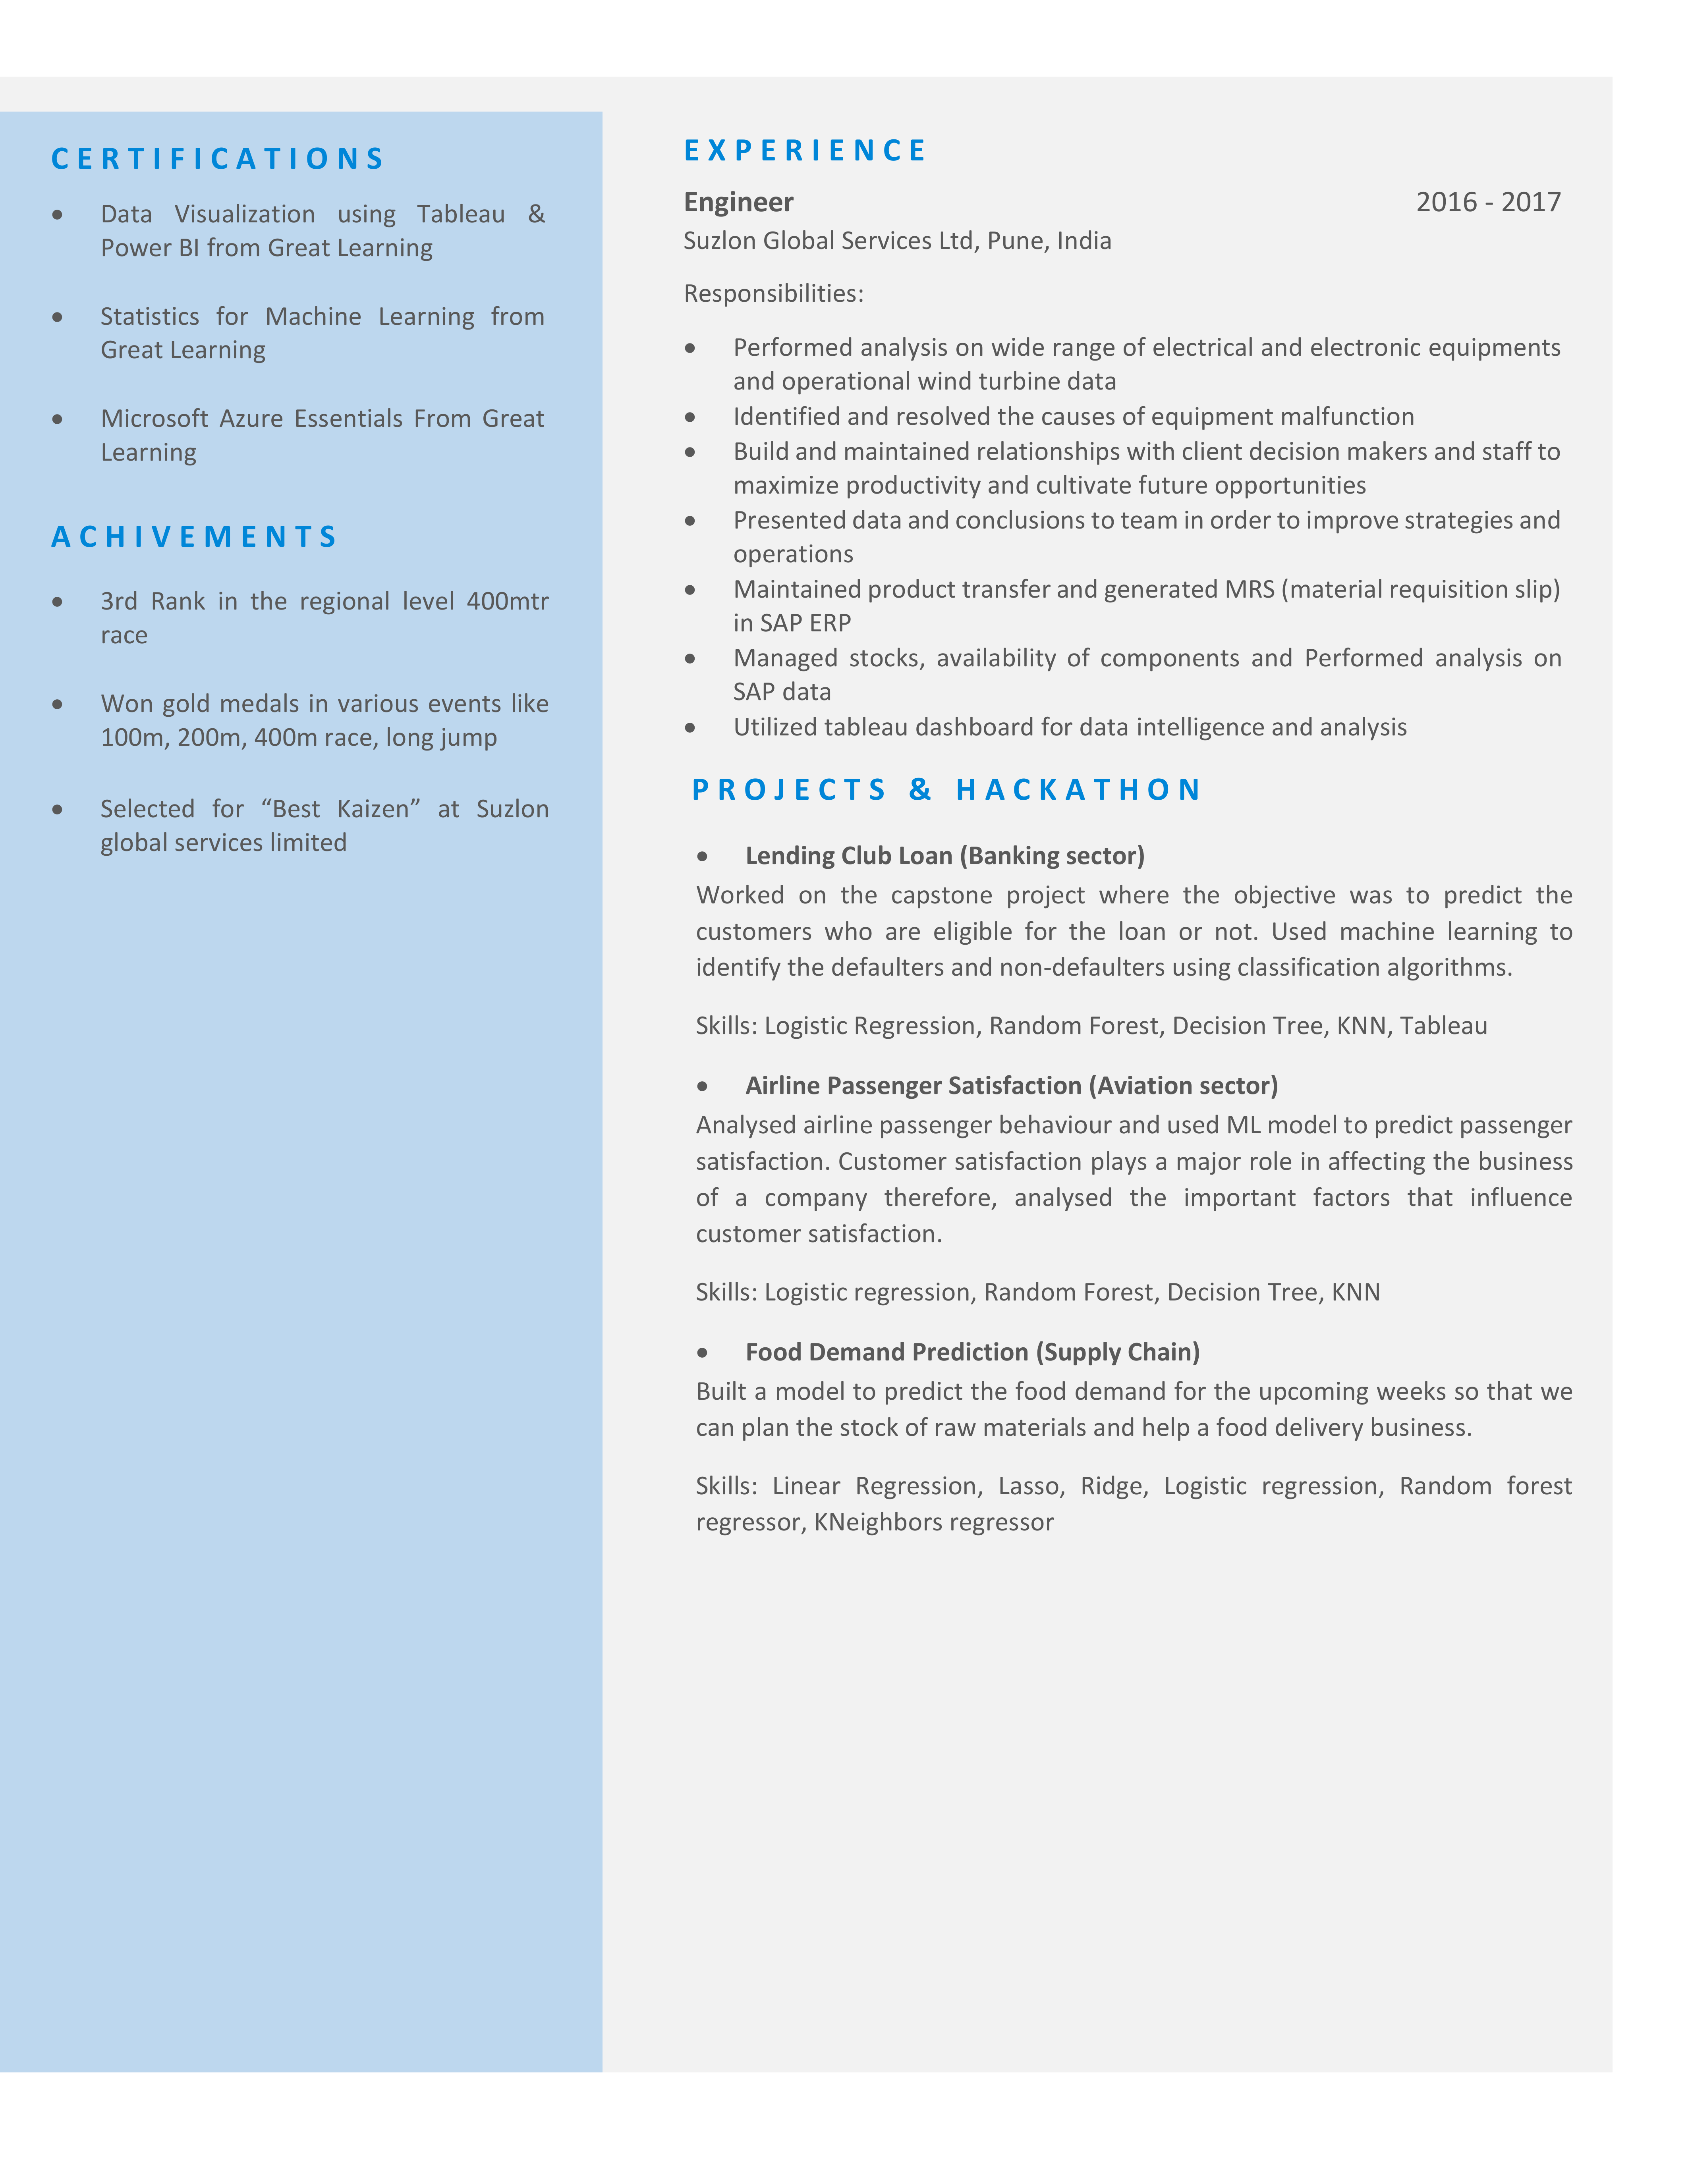 CERTIFICATIONS
• Data Visualization using Tableau &
Power BI from Great Learning
• Statistics for Machine Learning from
Great Learning
• Microsoft Azure Essentials From Great
Learning
ACHIVEMENTS
• 3rd Rank in the regional level 400mtr
race
• Won gold medals in various events like
100m, 200m, 400m race, long jump
• Selected for “Best Kaizen” at Suzlon
global services limited
EXPERIENCE
Engineer 2016 - 2017
Suzlon Global Services Ltd, Pune, India
Responsibilities:
• Performed analysis on wide range of electrical and electronic equipments
and operational wind turbine data
• Identified and resolved the causes of equipment malfunction
• Build and maintained relationships with client decision makers and staff to
maximize productivity and cultivate future opportunities
• Presented data and conclusions to team in order to improve strategies and
operations
• Maintained product transfer and generated MRS (material requisition slip)
in SAP ERP
• Managed stocks, availability of components and Performed analysis on
SAP data
• Utilized tableau dashboard for data intelligence and analysis
PROJECTS & HACKATHON
• Lending Club Loan (Banking sector)
Worked on the capstone project where the objective was to predict the
customers who are eligible for the loan or not. Used machine learning to
identify the defaulters and non-defaulters using classification algorithms.
Skills: Logistic Regression, Random Forest, Decision Tree, KNN, Tableau
• Airline Passenger Satisfaction (Aviation sector)
Analysed airline passenger behaviour and used ML model to predict passenger
satisfaction. Customer satisfaction plays a major role in affecting the business
of a company therefore, analysed the important factors that influence
customer satisfaction.
Skills: Logistic regression, Random Forest, Decision Tree, KNN
• Food Demand Prediction (Supply Chain)
Built a model to predict the food demand for the upcoming weeks so that we
can plan the stock of raw materials and help a food delivery business.
Skills: Linear Regression, Lasso, Ridge, Logistic regression, Random forest
regressor, KNeighbors regressor